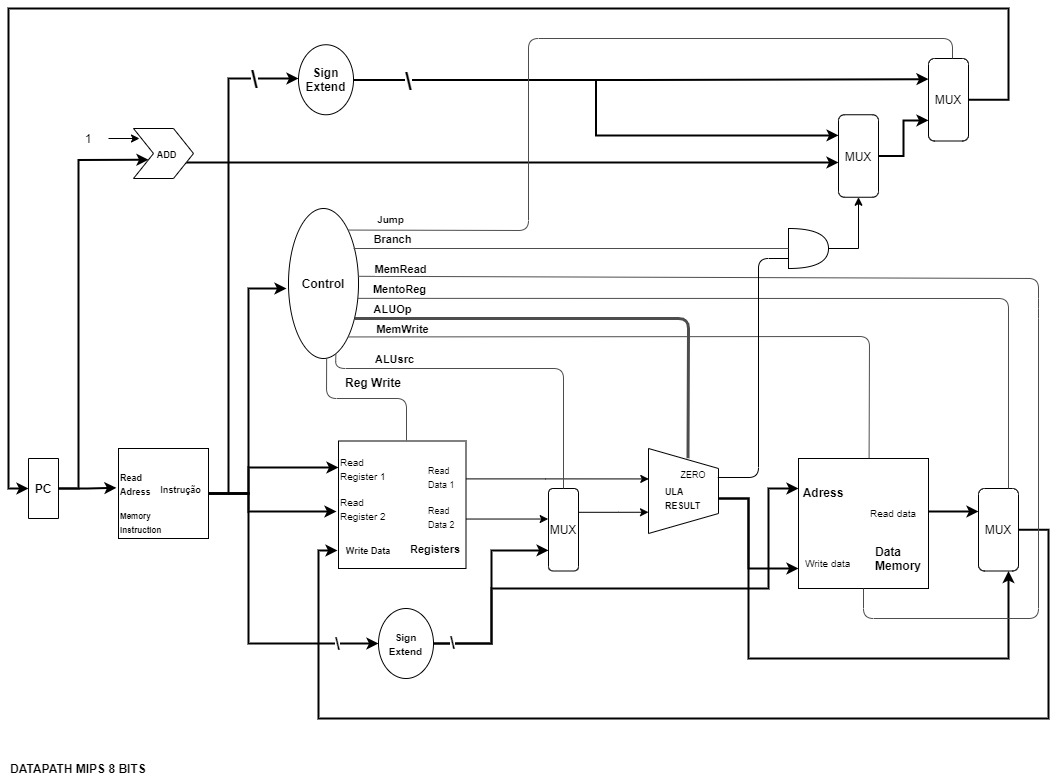 Sign
Extend
MUX
1
ADD
MUX
Jump
Branch
Control
MemRead
MentoReg
ALUOp
MemWrite
ALUsrc
Reg Write
PC
Read
Adress
Instrução
Memory
Instruction
Read
Register 1
Read
Data 1
Read
Register 2
Read
Data 2
Write Data
Registers
MUX
ZERO
ULA
RESULT
Adress
Read data
Write data
Data
Memory
MUX
Sign
Extend
DATAPATH MIPS 8 BITS